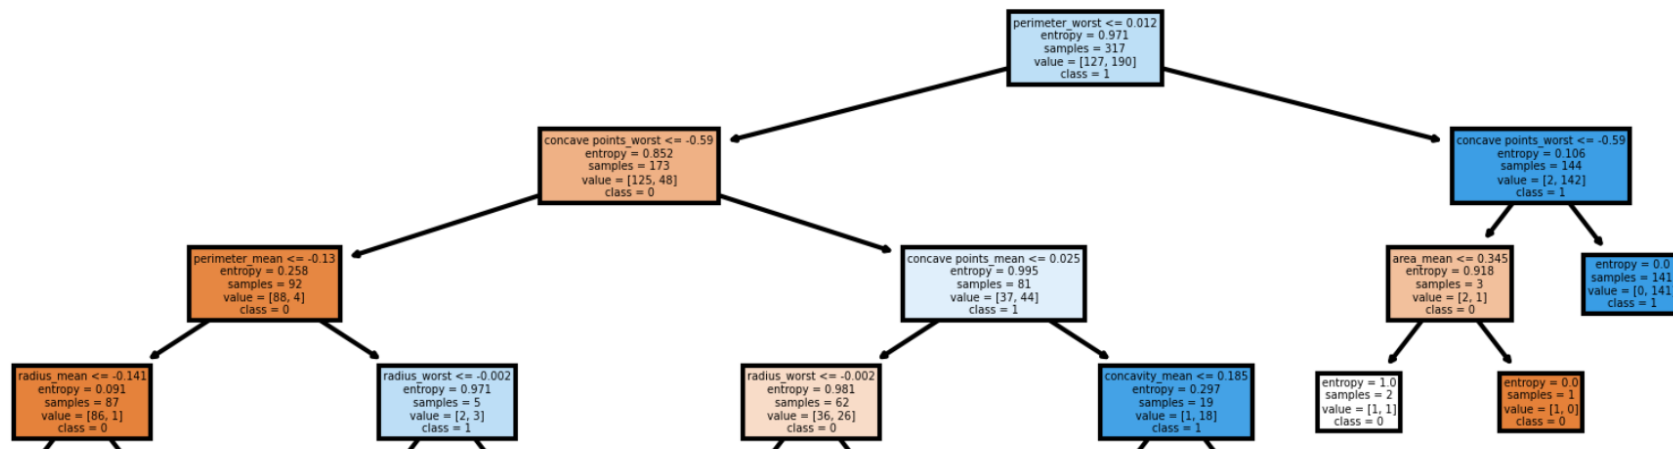 perimeter_worst <= 0.012
entropy = 0.971
samples = 317
value = [127, 190]
class = 1
concave points_worst <= -0.59
entropy = 0.852
samples = 173
value = [125, 48]
class = 0
concave points_worst <= -0.59
entropy = 0.106
samples = 144
value = [2, 142]
class = 1
perimeter_mean <= -0.13
entropy = 0.258
samples = 92
value = [88, 4]
class = 0
concave points_mean <= 0.025
entropy = 0.995
samples = 81
value = [37, 44]
class = 1
area_mean <= 0.345
entropy = 0.918
samples = 3
value = [2, 1]
class = 0
entropy = 0.0
samples = 141
value = [0, 141
class = 1
radius_mean <= -0.141
entropy = 0.091
samples = 87
value = [86, 1]
class = 0
radius_worst <= -0.002
entropy = 0.971
samples = 5
value = [2, 3]
class = 1
radius_worst <= -0.002
entropy = 0.981
samples = 62
value = [36, 26]
class = 0
concavity_mean <= 0.185
entropy = 0.297
samples = 19
value = [1, 18]
class = 1
entropy = 1.0
samples = 2
value = [1, 1]
class = 0
entropy = 0.0
samples = 1
value = [1, 0]
class = 0